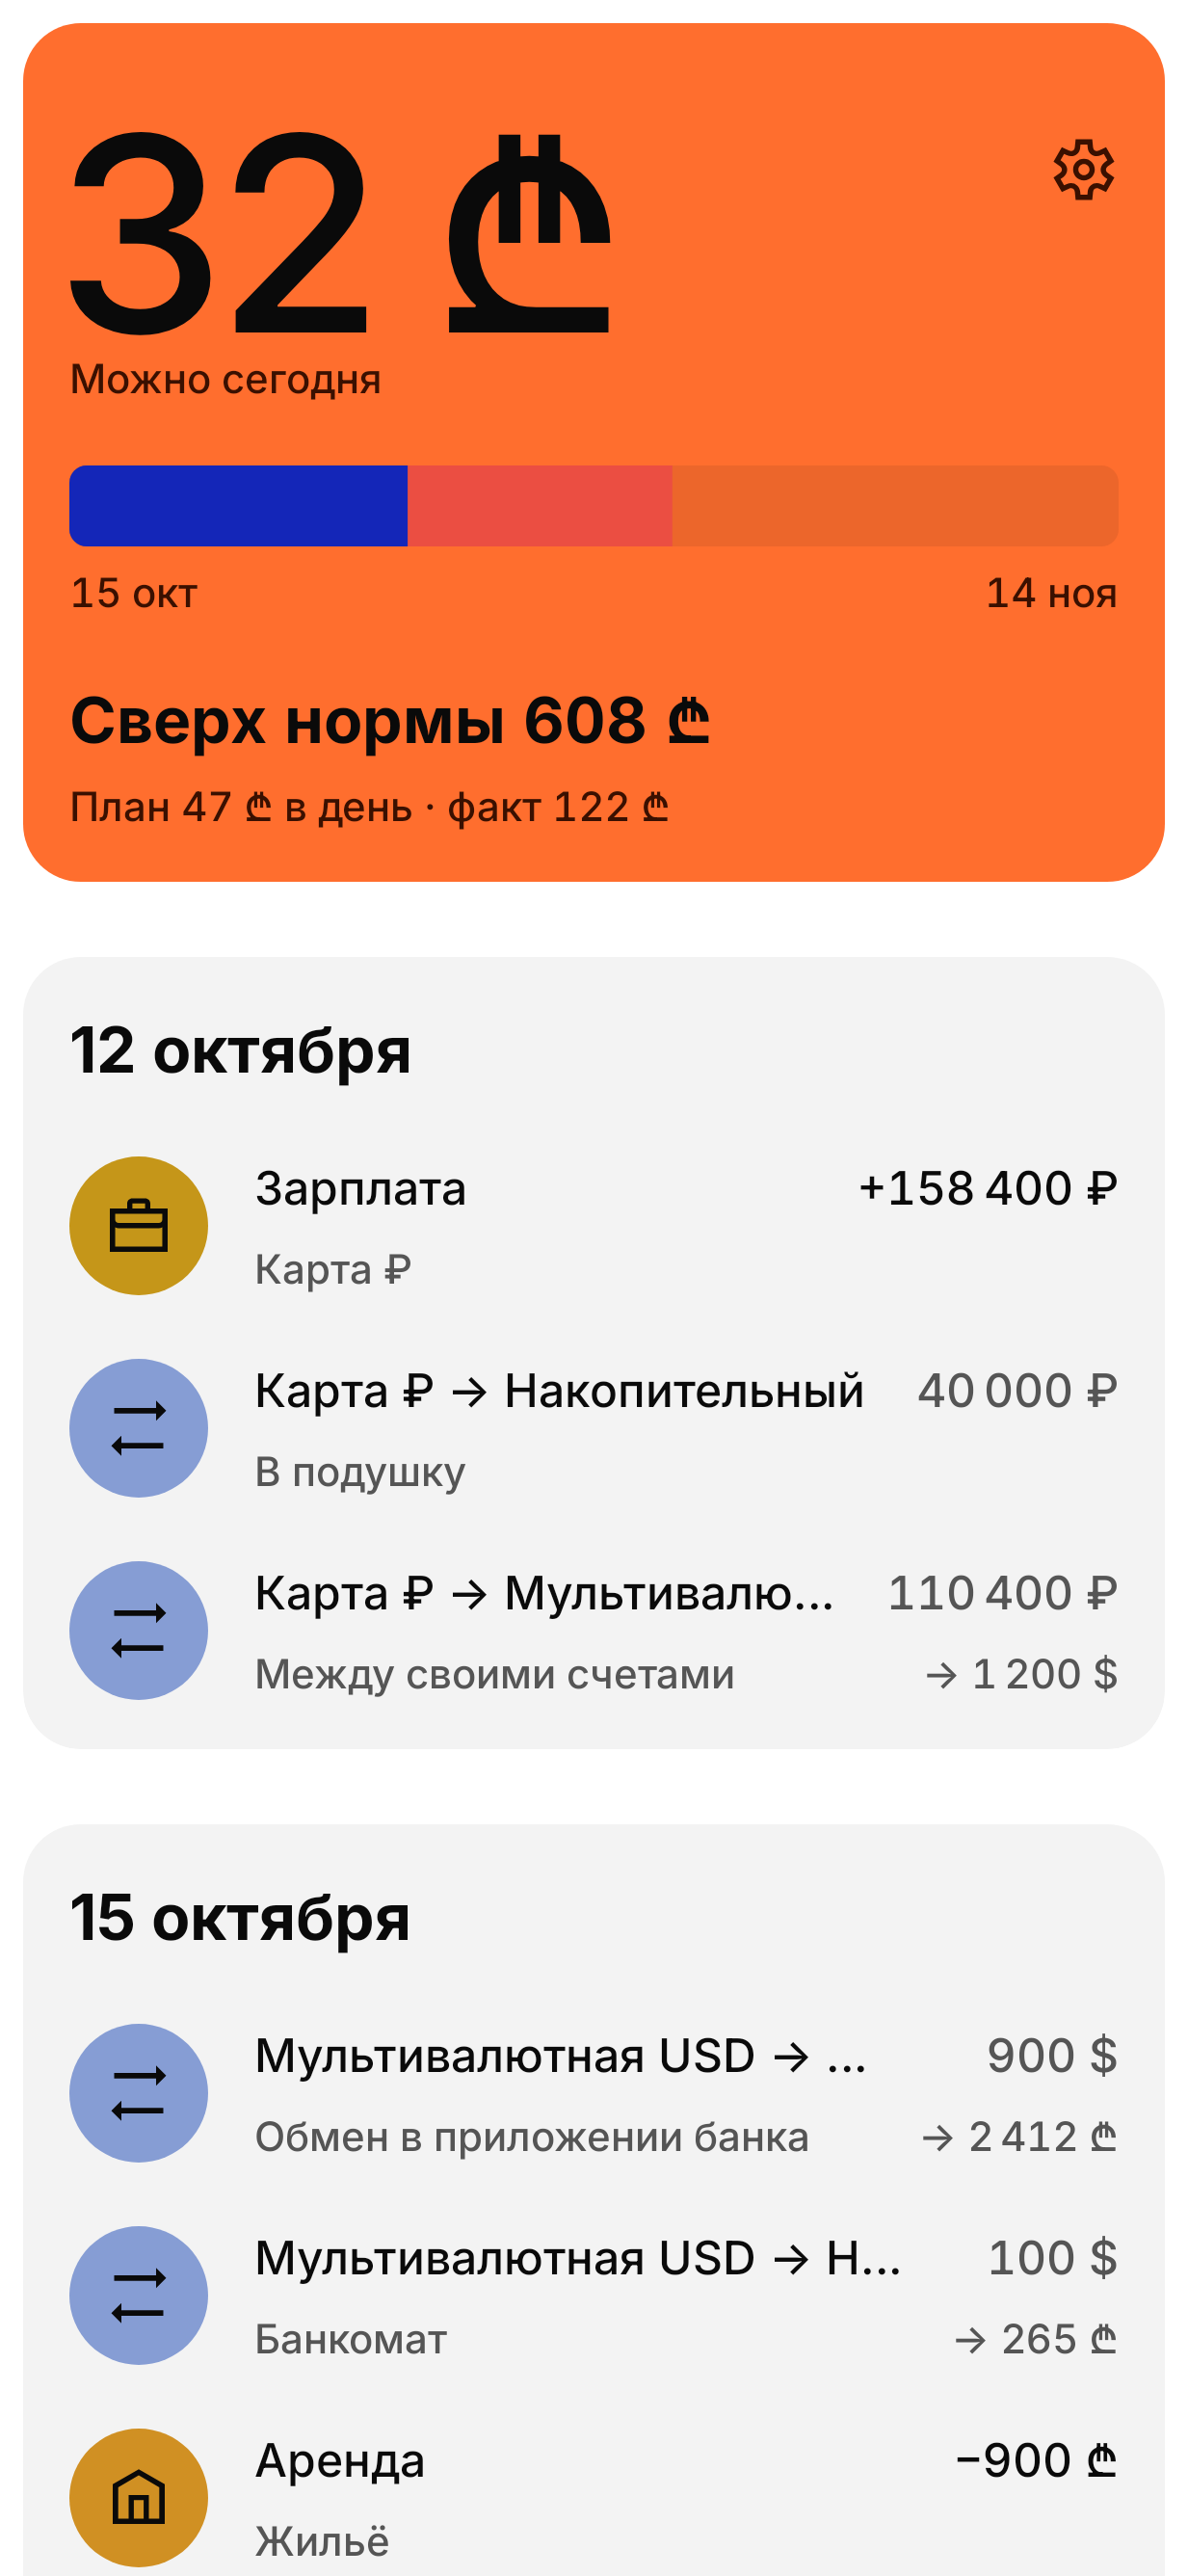 32 ₾
Можно сегодня
15 окт
14 ноя
Сверх нормы 608 ₾
План 47 ₾ в день · факт 122 ₾
12 октября
Зарплата +158 400 ₽
Карта ₽
Карта ₽ → Накопительный 40 000 ₽
В подушку
Карта ₽ → Мультивалю... 110 400 ₽
Между своими счетами → 1 200 $
15 октября
Мультивалютная USD → ... 900 $
Обмен в приложении банка → 2 412 ₾
Мультивалютная USD → Н... 100 $
Банкомат → 265 ₾
Аренда −900 ₾
Жильё